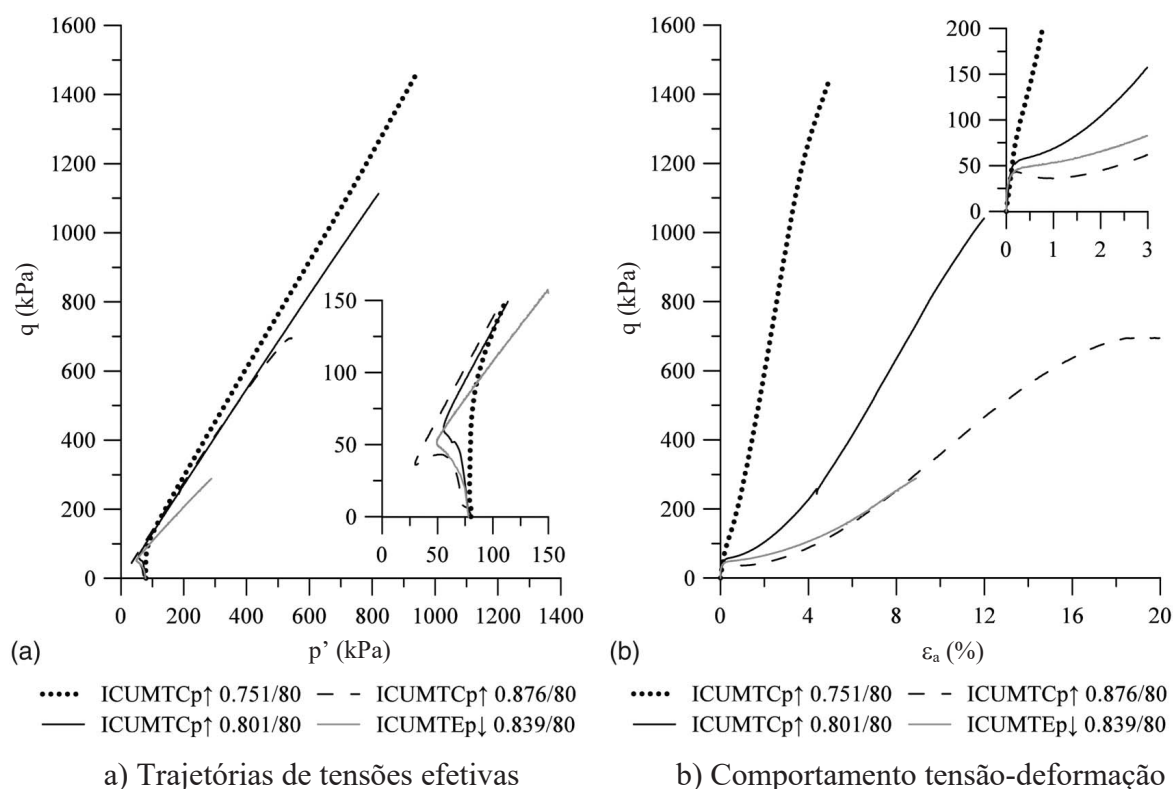 1600
1400
1200
1000
800
600
400
200
0
q (kPa)
150
100
50
0
0 50 100 150
0 200 400 600 800 1000 1200 1400
(a)
p’ (kPa)
ICUMTCp↑ 0.751/80
ICUMTCp↑ 0.876/80
ICUMTCp↑ 0.801/80
ICUMTEp↓ 0.839/80
a) Trajetórias de tensões efetivas
1600
1400
1200
1000
800
600
400
200
0
q (kPa)
200
150
100
50
0
0 1 2 3
0 4 8 12 16 20
(b)
εₐ (%)
ICUMTCp↑ 0.751/80
ICUMTCp↑ 0.876/80
ICUMTCp↑ 0.801/80
ICUMTEp↓ 0.839/80
b) Comportamento tensão-deformação